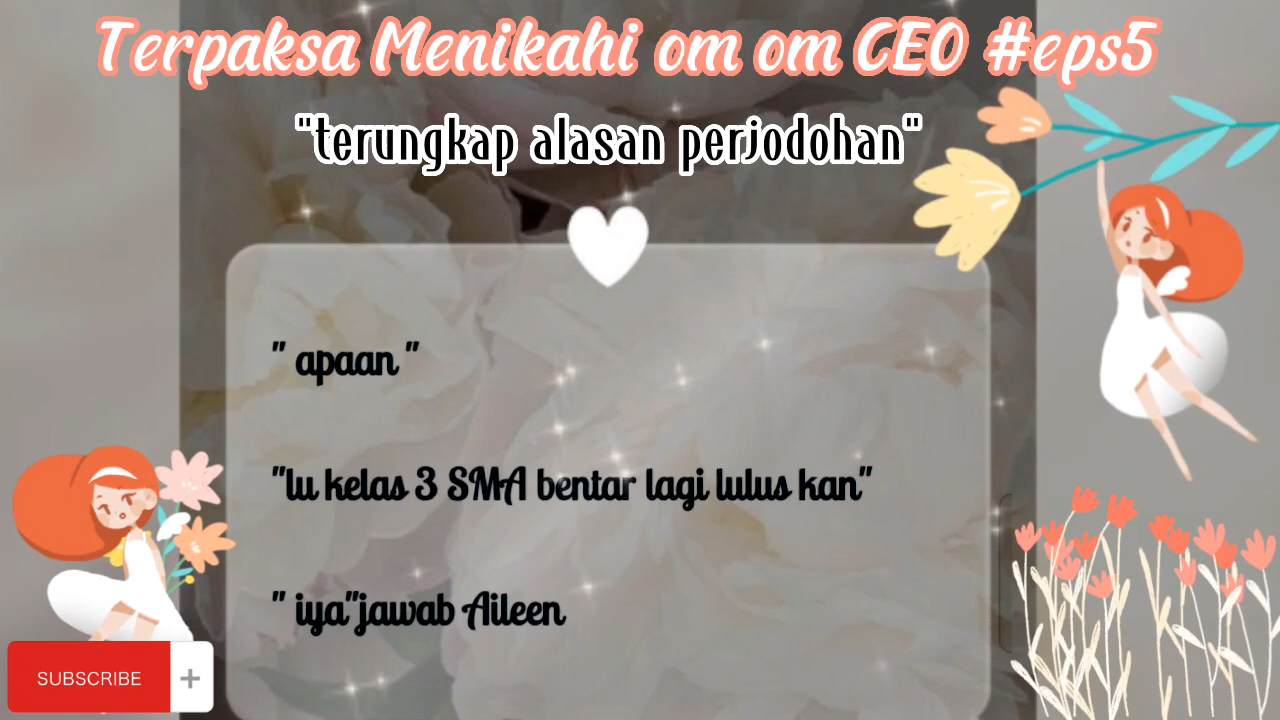 Terpaksa Menikahi om om CEO #eps5
"terungkap alasan perjodohan"
" apaan "
"lu kelas 3 SMA bentar lagi lulus kan"
" iya"jawab Aileen
SUBSCRIBE +